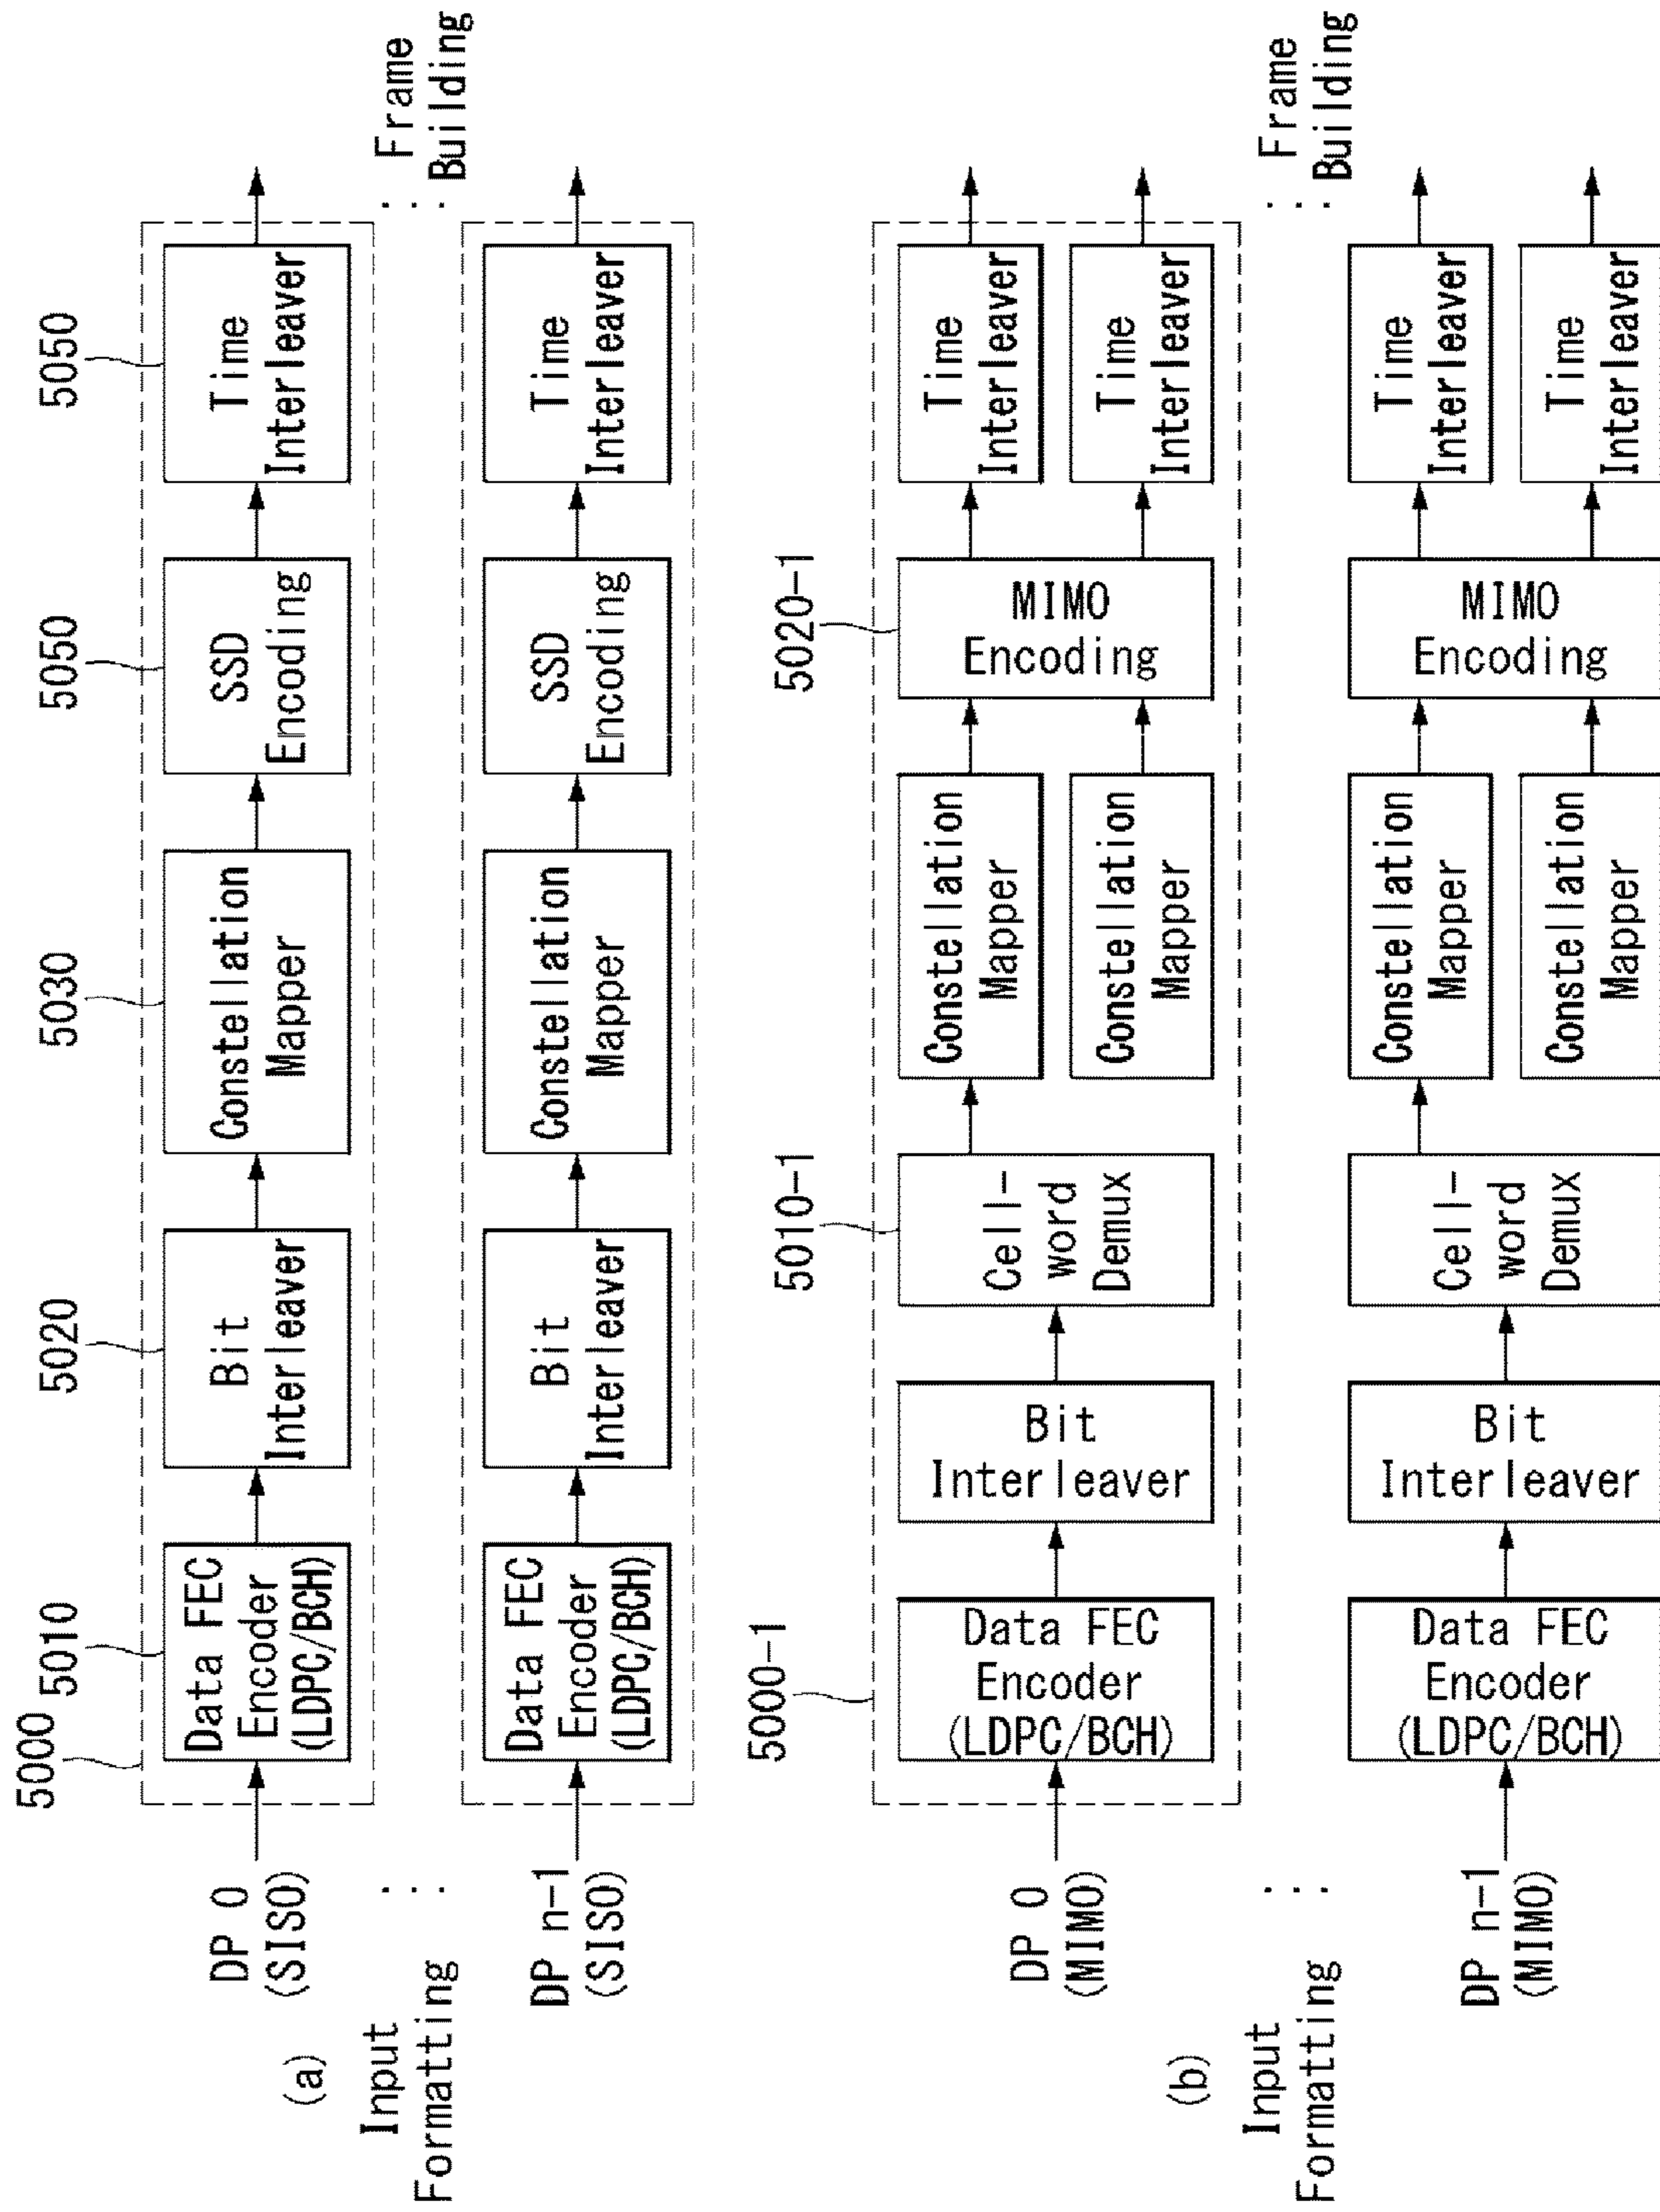 5000
5010
5020
5030
5050
5050
DP 0
(SISO)
Data FEC
Encoder
(LDPC/BCH)
Bit
Interleaver
Constellation
Mapper
SSD
Encoding
Time
Interleaver
(a)
Input
Formatting
...
...
Frame
Building
DP n-1
(SISO)
Data FEC
Encoder
(LDPC/BCH)
Bit
Interleaver
Constellation
Mapper
SSD
Encoding
Time
Interleaver
5000-1
5010-1
5020-1
DP 0
(MIMO)
Data FEC
Encoder
(LDPC/BCH)
Bit
Interleaver
Cell-
word
Demux
Constellation
Mapper
Constellation
Mapper
MIMO
Encoding
Time
Interleaver
Time
Interleaver
(b)
Input
Formatting
...
...
Frame
Building
DP n-1
(MIMO)
Data FEC
Encoder
(LDPC/BCH)
Bit
Interleaver
Cell-
word
Demux
Constellation
Mapper
Constellation
Mapper
MIMO
Encoding
Time
Interleaver
Time
Interleaver